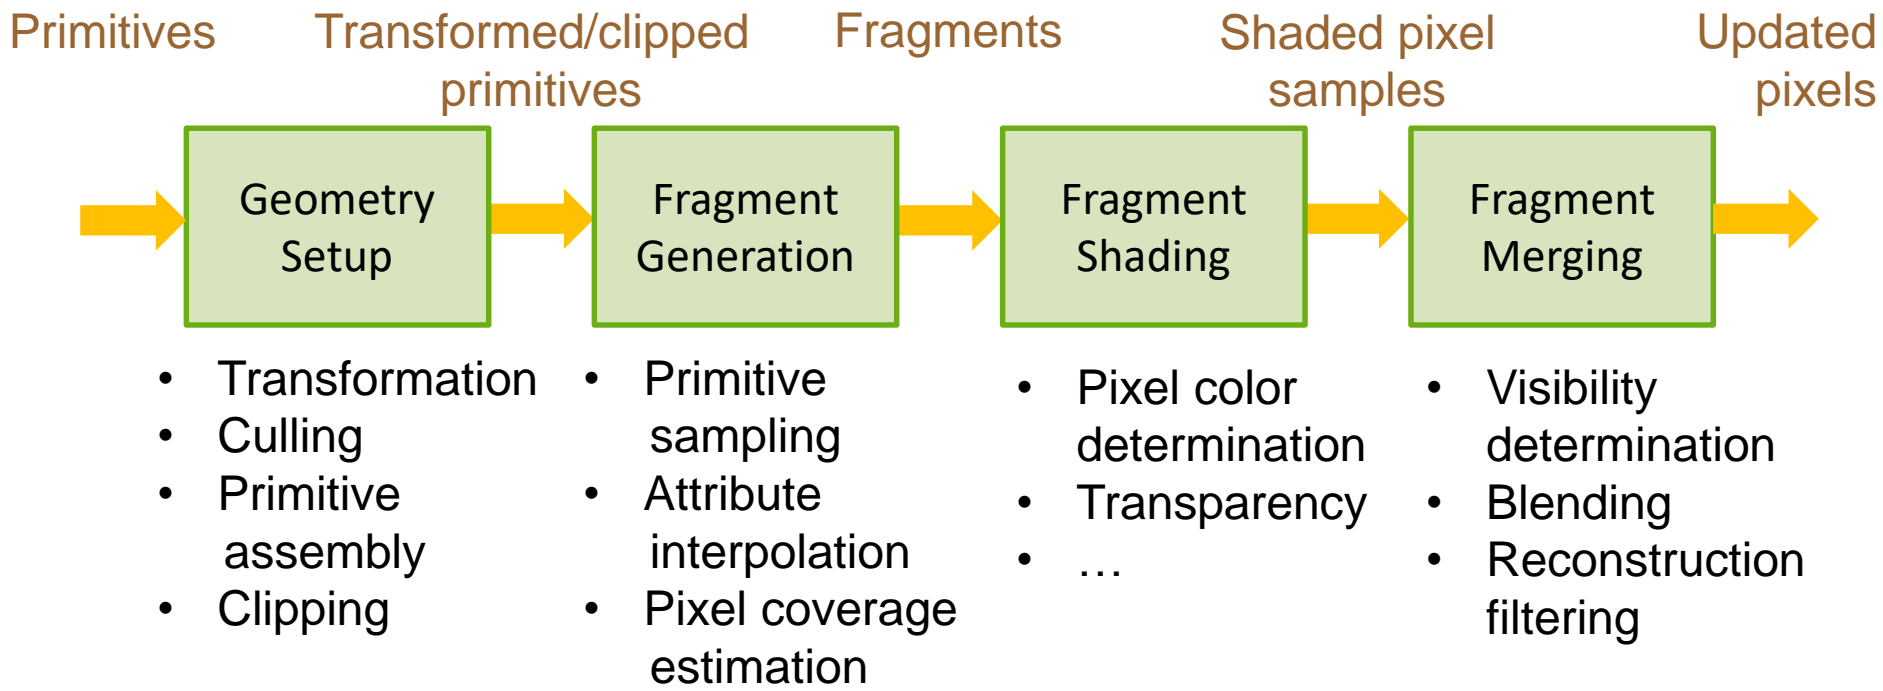 Primitives
Transformed/clipped
primitives
Fragments
Shaded pixel
samples
Updated
pixels
Geometry
Setup
Fragment
Generation
Fragment
Shading
Fragment
Merging
• Transformation
• Culling
• Primitive
assembly
• Clipping
• Primitive
sampling
• Attribute
interpolation
• Pixel coverage
estimation
• Pixel color
determination
• Transparency
• …
• Visibility
determination
• Blending
• Reconstruction
filtering